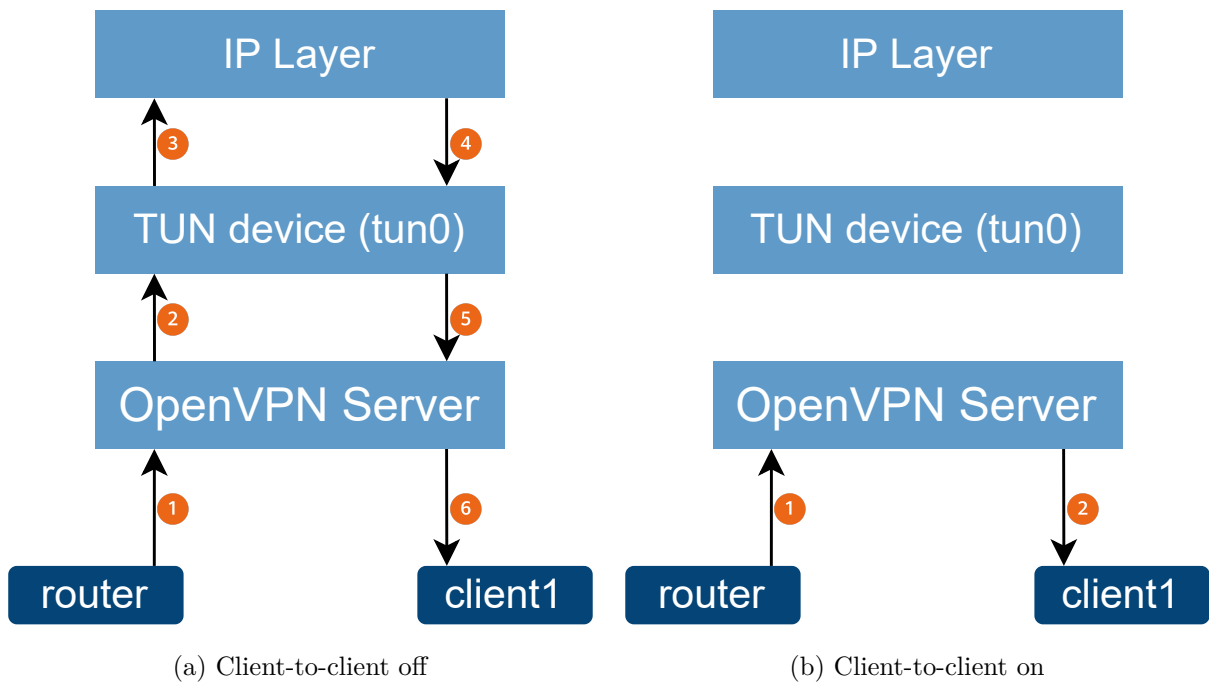 IP Layer
3
4
TUN device (tun0)
2
5
OpenVPN Server
1
6
router
client1
(a) Client-to-client off
IP Layer
TUN device (tun0)
OpenVPN Server
1
2
router
client1
(b) Client-to-client on